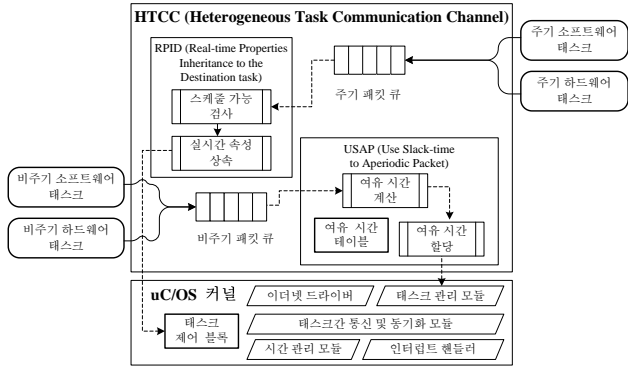 HTCC (Heterogeneous Task Communication Channel)
RPID (Real-time Properties
Inheritance to the
Destination task)
스케줄 가능
검사
실시간 속성
상속
주기 패킷 큐
주기 소프트웨어
태스크
주기 하드웨어
태스크
비주기 소프트웨어
태스크
비주기 하드웨어
태스크
비주기 패킷 큐
USAP (Use Slack-time
to Aperiodic Packet)
여유 시간
계산
여유 시간
테이블
여유 시간
할당
uC/OS 커널
태스크
제어 블록
이더넷 드라이버
태스크 관리 모듈
태스크간 통신 및 동기화 모듈
시간 관리 모듈
인터럽트 핸들러